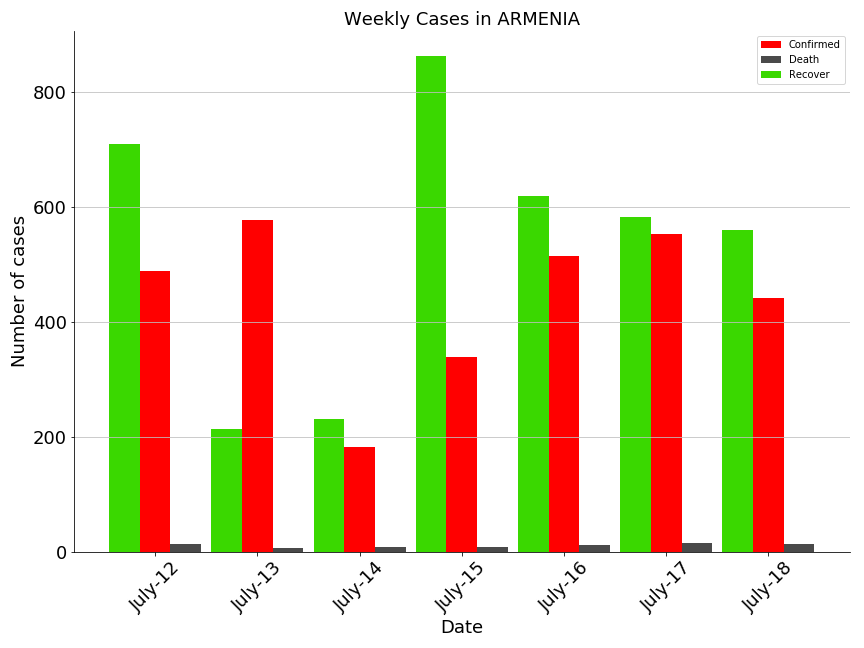 Weekly Cases in ARMENIA
Confirmed
Death
Recover
Number of cases
800
600
400
200
0
July-12
July-13
July-14
July-15
July-16
July-17
July-18
Date